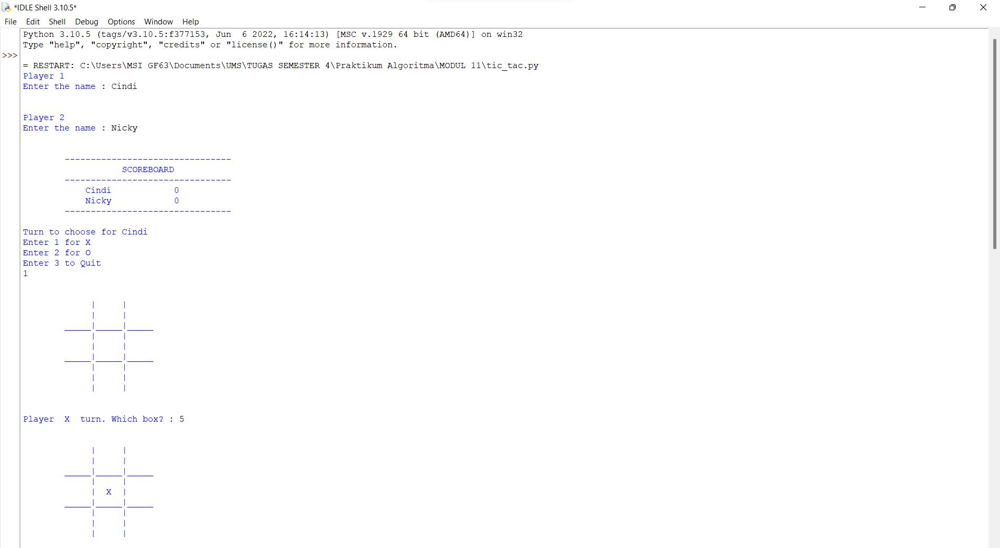 *IDLE Shell 3.10.5*
File Edit Shell Debug Options Window Help
Python 3.10.5 (tags/v3.10.5:f377153, Jun  6 2022, 16:14:13) [MSC v.1929 64 bit (AMD64)] on win32
Type "help", "copyright", "credits" or "license()" for more information.
>>>
= RESTART: C:\Users\MSI GF63\Documents\UMS\TUGAS SEMESTER 4\Praktikum Algoritma\MODUL 11\tic_tac.py
Player 1
Enter the name : Cindi
Player 2
Enter the name : Nicky
--------------------------------
SCOREBOARD
--------------------------------
Cindi 0
Nicky 0
--------------------------------
Turn to choose for Cindi
Enter 1 for X
Enter 2 for O
Enter 3 to Quit
1
     |     |
     |     |
_____|_____|_____
     |     |
     |     |
_____|_____|_____
     |     |
     |     |
     |     |
Player  X  turn. Which box? : 5
     |     |
     |     |
_____|_____|_____
     |     |
     |  X  |
_____|_____|_____
     |     |
     |     |
     |     |